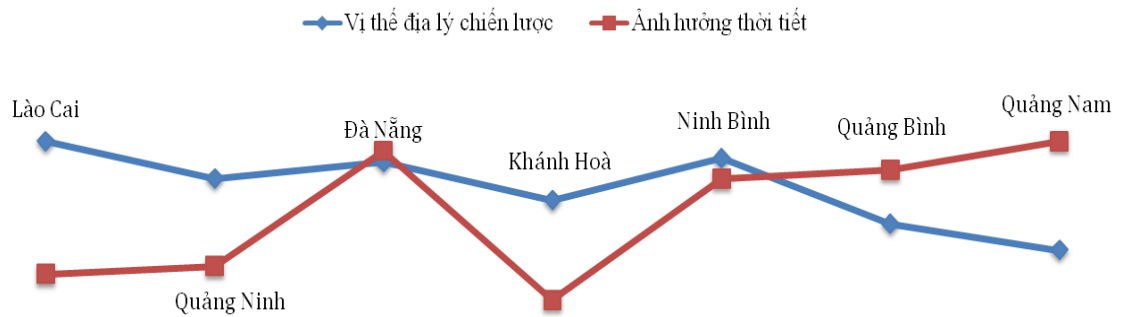 Vị thế địa lý chiến lược
Ảnh hưởng thời tiết
Lào Cai
Quảng Ninh
Đà Nẵng
Khánh Hoà
Ninh Bình
Quảng Bình
Quảng Nam